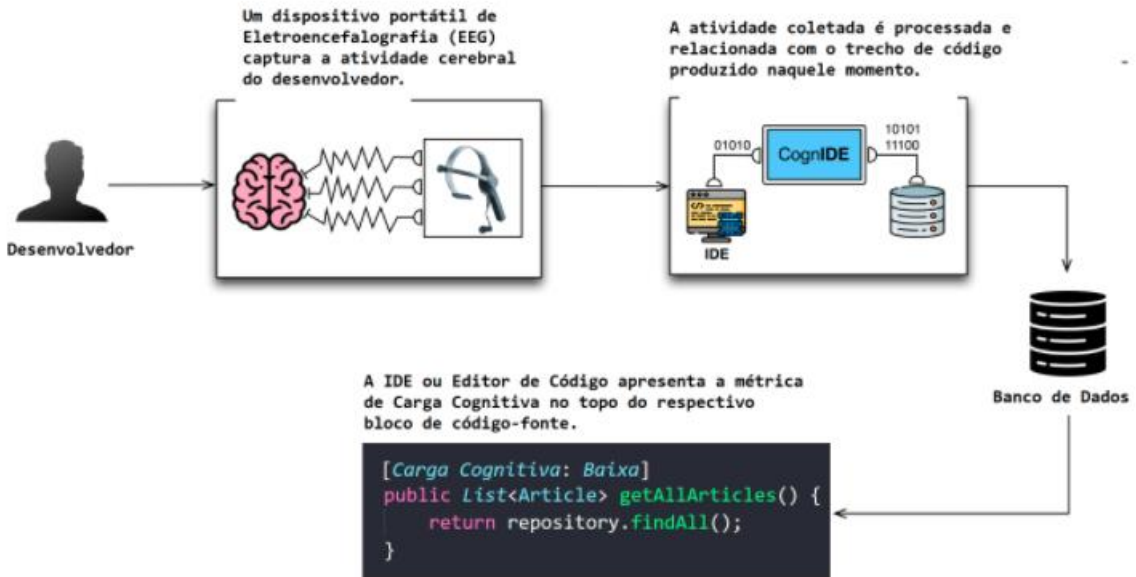 Um dispositivo portátil de
Eletroencefalografia (EEG)
captura a atividade cerebral
do desenvolvedor.
A atividade coletada é processada e
relacionada com o trecho de código
produzido naquele momento.
Desenvolvedor
01010
CognIDE
10101
11100
IDE
Banco de Dados
A IDE ou Editor de Código apresenta a métrica
de Carga Cognitiva no topo do respectivo
bloco de código-fonte.
[Carga Cognitiva: Baixa]
public List<Article> getAllArticles() {
    return repository.findAll();
}